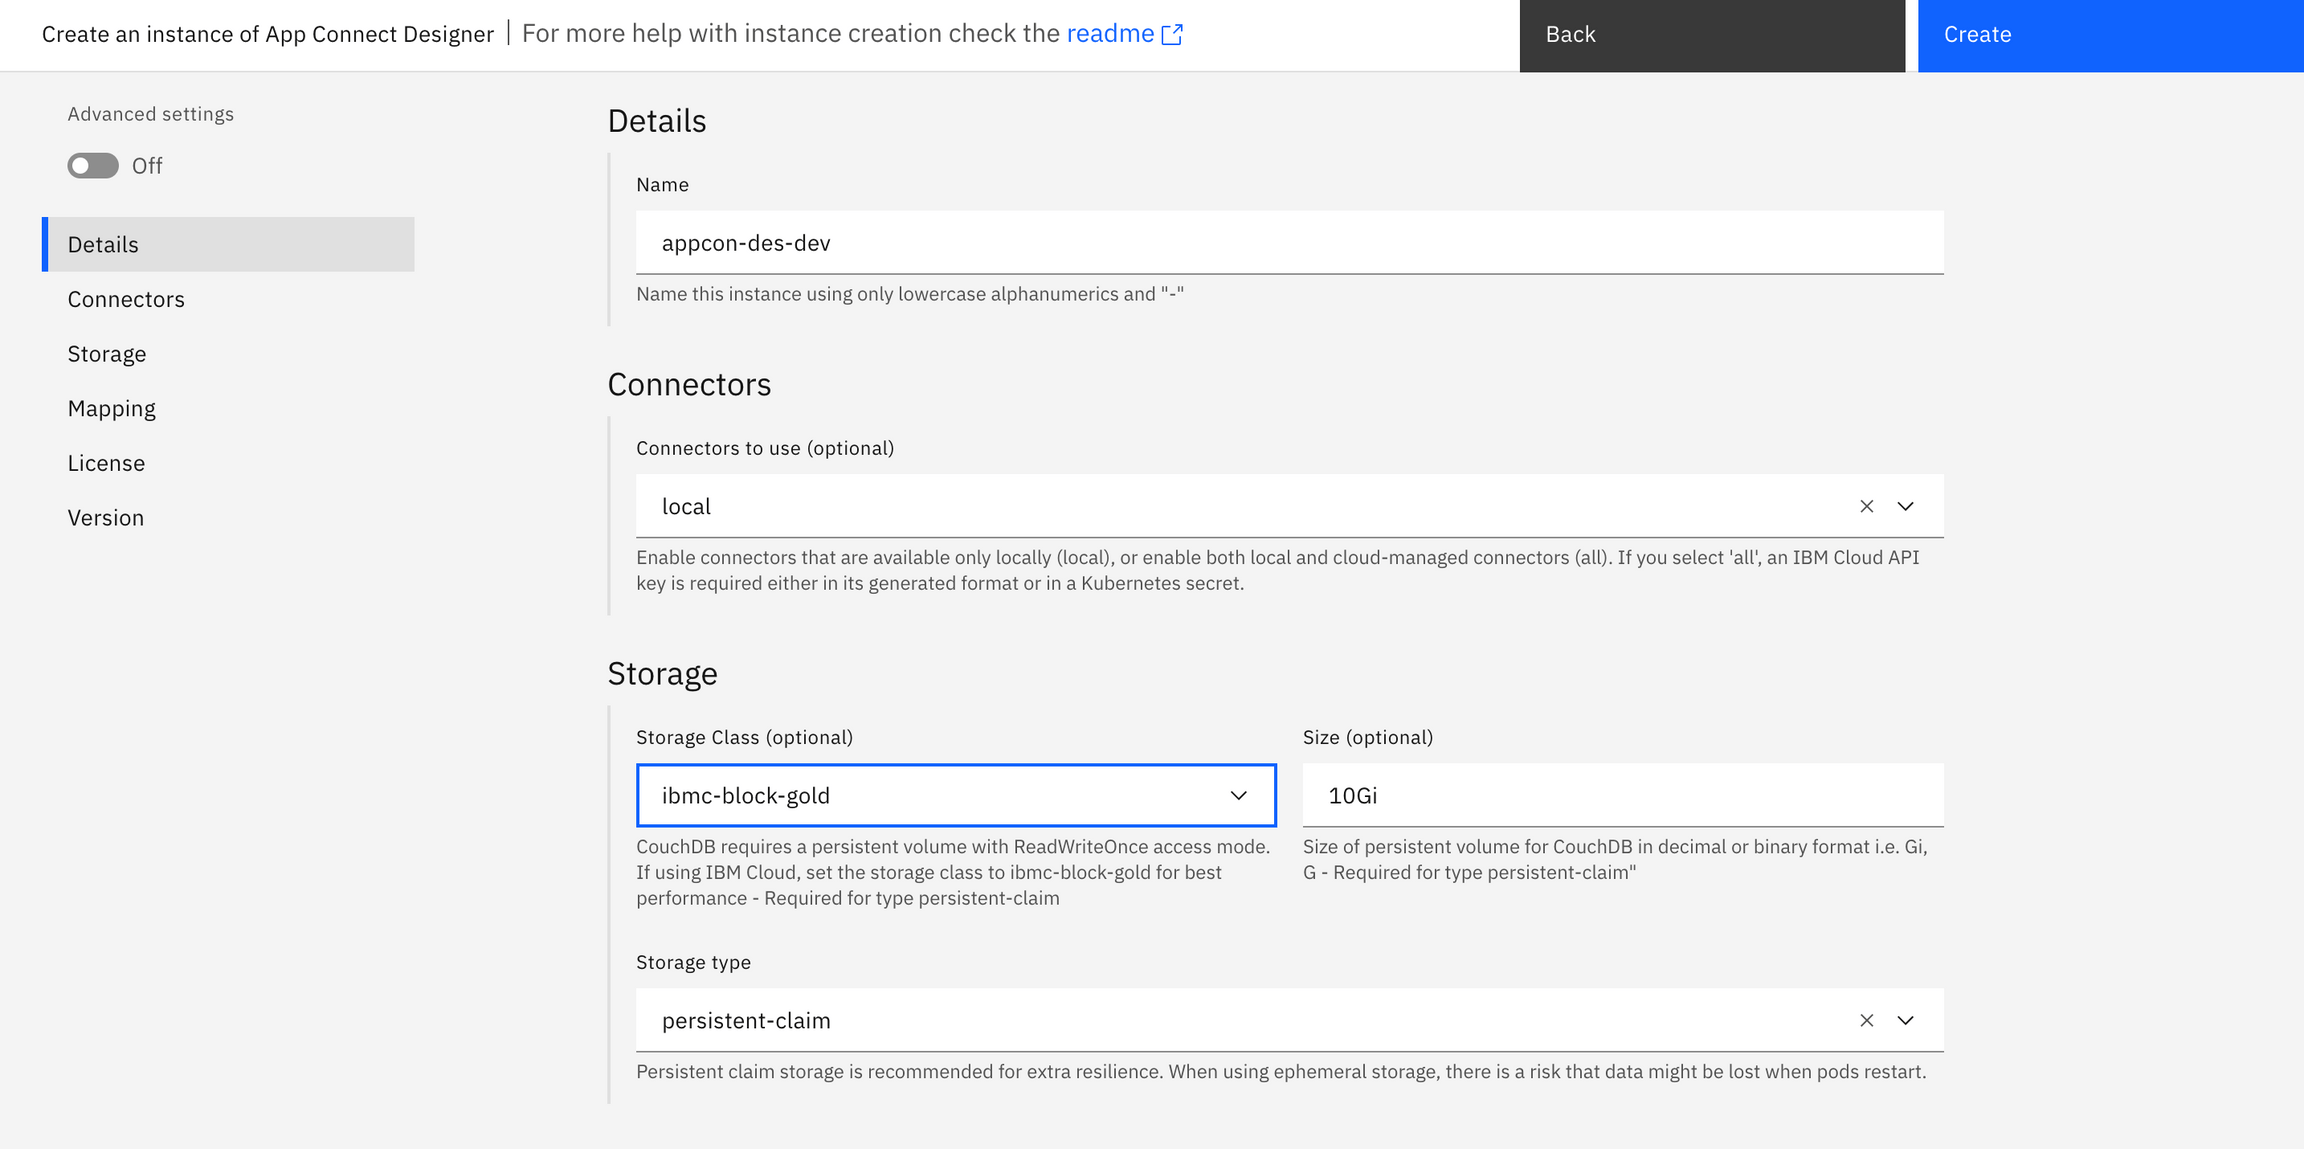 Create an instance of App Connect Designer | For more help with instance creation check the readme
Back
Create
Advanced settings
Off
Details
Connectors
Storage
Mapping
License
Version
Details
Name
appcon-des-dev
Name this instance using only lowercase alphanumerics and "-"
Connectors
Connectors to use (optional)
local
Enable connectors that are available only locally (local), or enable both local and cloud-managed connectors (all). If you select 'all', an IBM Cloud API
key is required either in its generated format or in a Kubernetes secret.
Storage
Storage Class (optional)
ibmc-block-gold
CouchDB requires a persistent volume with ReadWriteOnce access mode.
If using IBM Cloud, set the storage class to ibmc-block-gold for best
performance - Required for type persistent-claim
Size (optional)
10Gi
Size of persistent volume for CouchDB in decimal or binary format i.e. Gi,
G - Required for type persistent-claim"
Storage type
persistent-claim
Persistent claim storage is recommended for extra resilience. When using ephemeral storage, there is a risk that data might be lost when pods restart.